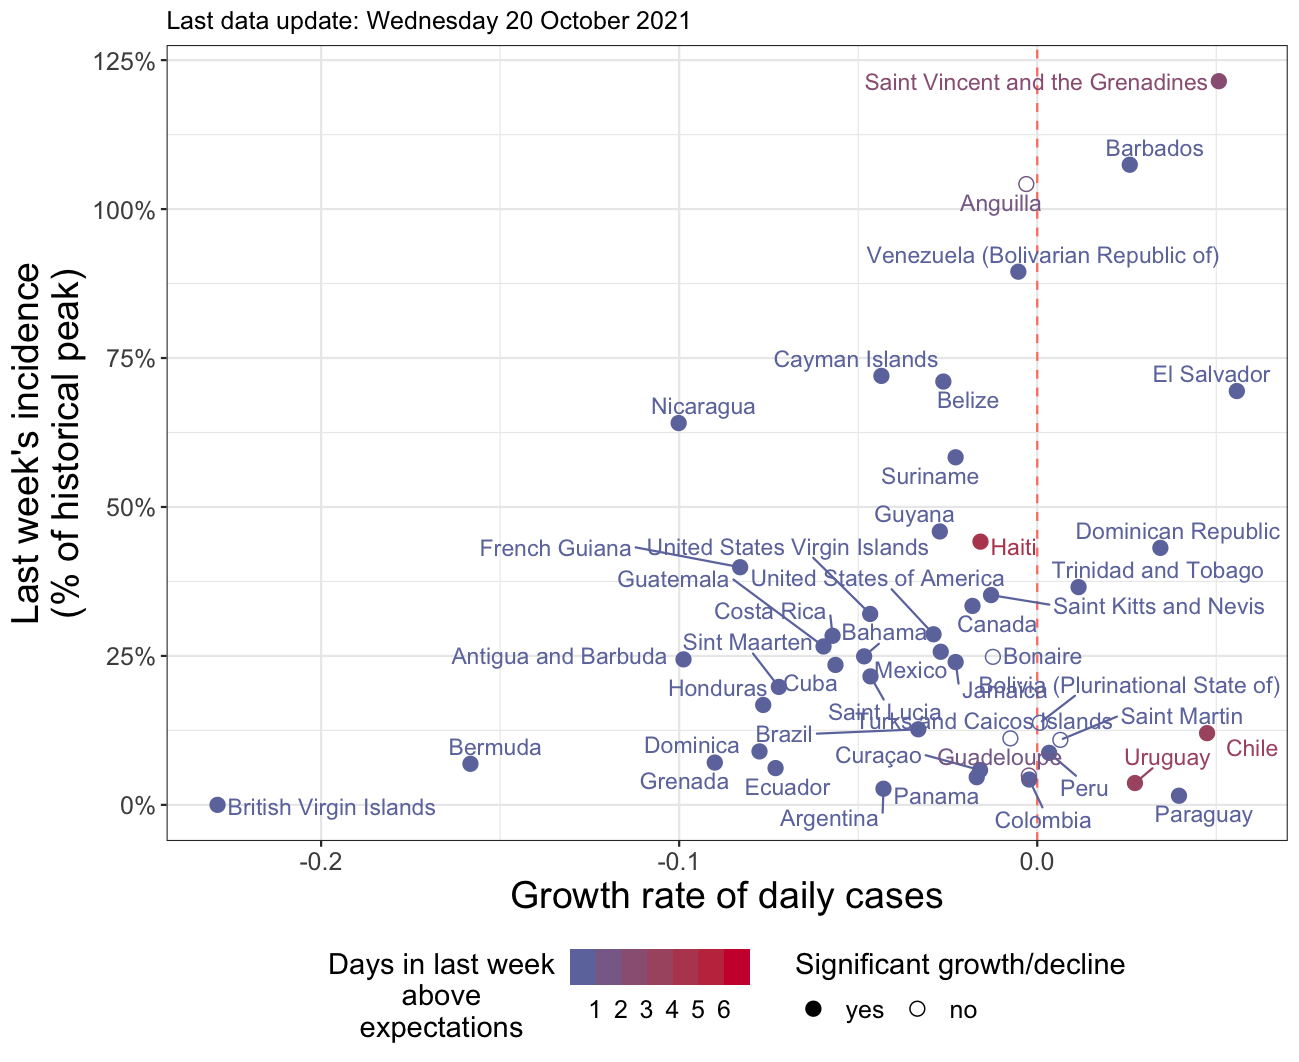 Last data update: Wednesday 20 October 2021
125%
100%
75%
50%
25%
0%
Last week's incidence
(% of historical peak)
Saint Vincent and the Grenadines
Barbados
Anguilla
Venezuela (Bolivarian Republic of)
Cayman Islands
Belize
El Salvador
Nicaragua
Suriname
Guyana
Dominican Republic
French Guiana
United States Virgin Islands
Haiti
Guatemala
United States of America
Trinidad and Tobago
Costa Rica
Saint Kitts and Nevis
Bahamas
Canada
Antigua and Barbuda
Sint Maarten
Bonaire
Honduras
Cuba
Mexico
Jamaica
Bolivia (Plurinational State of)
Saint Lucia
Turks and Caicos Islands
Saint Martin
Brazil
Bermuda
Dominica
Curaçao
Guadeloupe
Uruguay
Chile
Grenada
Ecuador
Panama
Peru
British Virgin Islands
Argentina
Colombia
Paraguay
-0.2
-0.1
0.0
Growth rate of daily cases
Days in last week
above
expectations
1 2 3 4 5 6
Significant growth/decline
yes
no